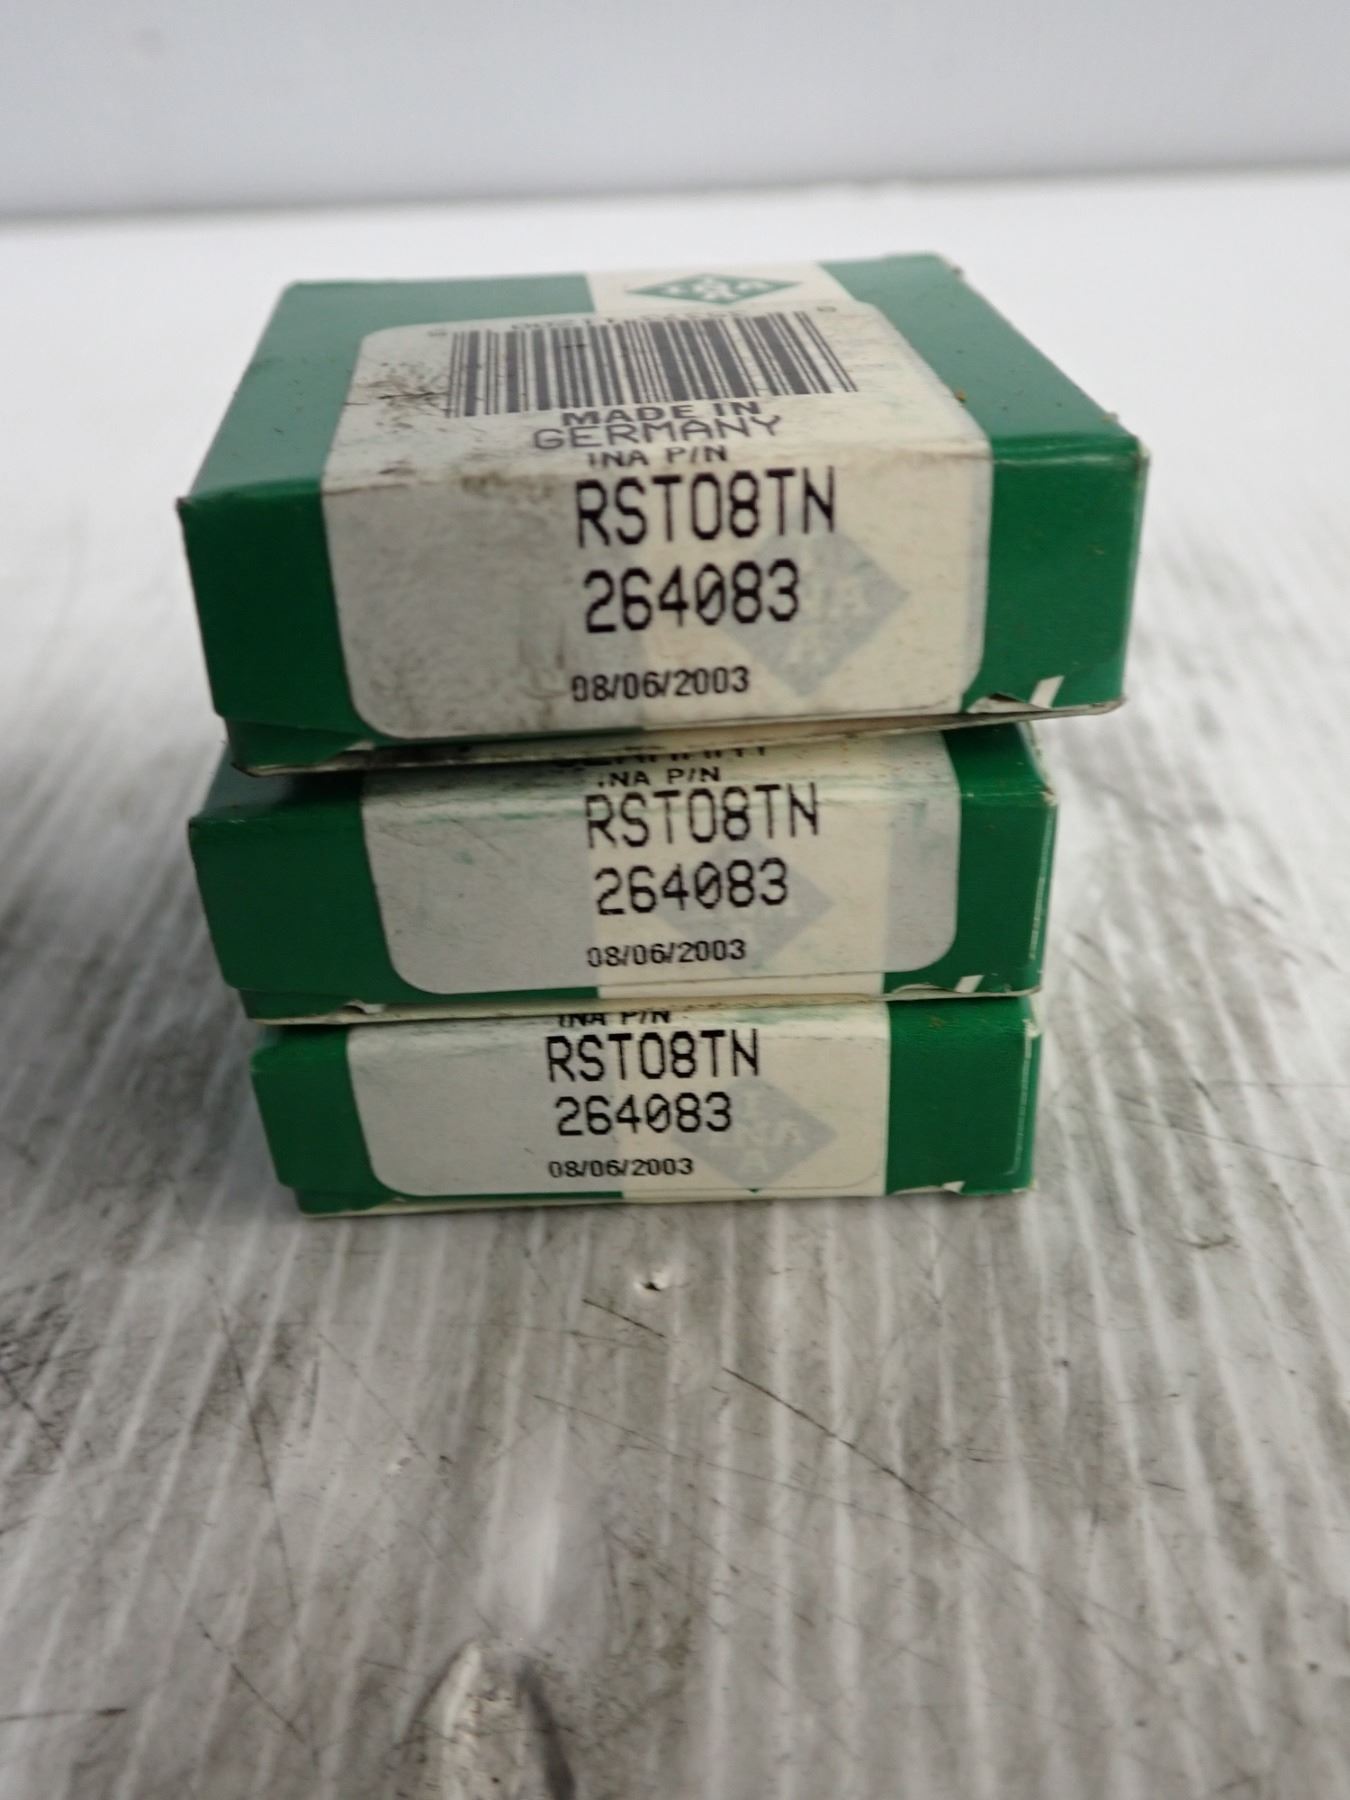 MADE IN
GERMANY
INA P/N
RST08TN
264083
08/06/2003
INA P/N
RST08TN
264083
08/06/2003
INA P/N
RST08TN
264083
08/06/2003